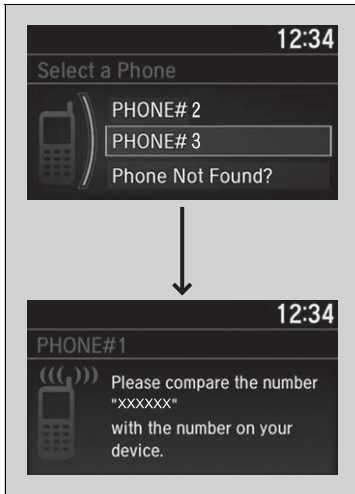 12:34
Select a Phone
PHONE# 2
PHONE# 3
Phone Not Found?
12:34
PHONE#1
Please compare the number
"XXXXXX"
with the number on your
device.